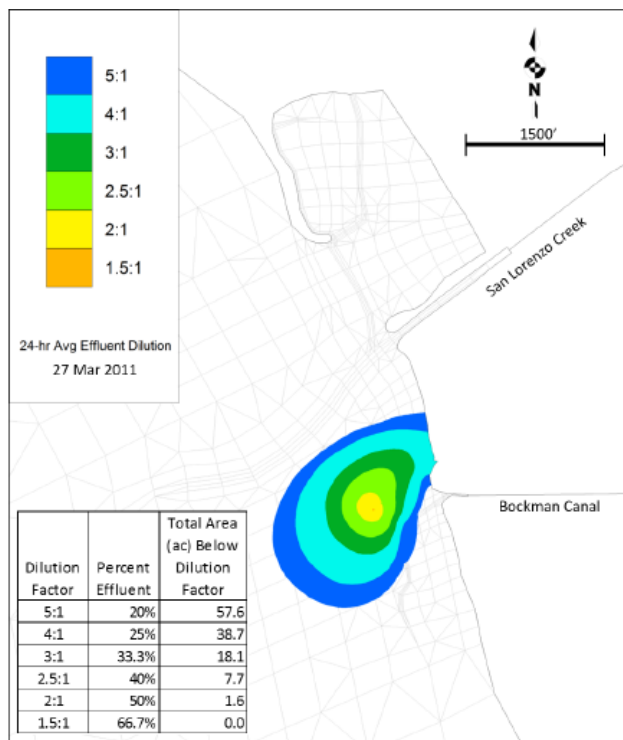 5:1
4:1
3:1
2.5:1
2:1
1.5:1
24-hr Avg Effluent Dilution
27 Mar 2011
N
1500'
San Lorenzo Creek
Bockman Canal
Dilution Factor Percent Effluent Total Area (ac) Below Dilution Factor
5:1 20% 57.6
4:1 25% 38.7
3:1 33.3% 18.1
2.5:1 40% 7.7
2:1 50% 1.6
1.5:1 66.7% 0.0